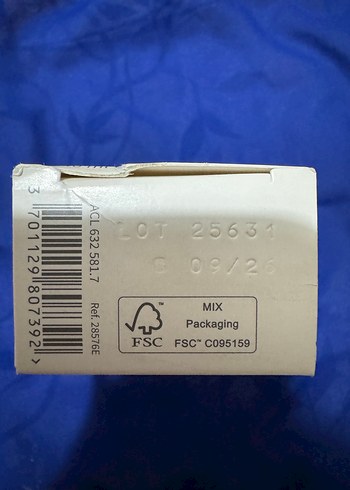 3 701129 807392 >
ACL 632 581.7
Ref. 28576E
LOT 25631
09/26
FSC
MIX
Packaging
FSC™ C095159